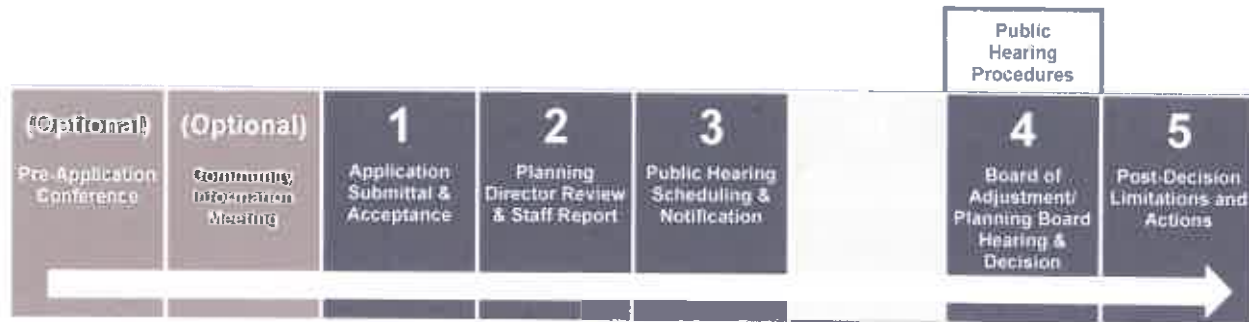 Public
Hearing
Procedures
(Optional)
Pre-Application
Conference
(Optional)
Community
Information
Meeting
1
Application
Submittal &
Acceptance
2
Planning
Director Review
& Staff Report
3
Public Hearing
Scheduling &
Notification
4
Board of
Adjustment/
Planning Board
Hearing &
Decision
5
Post-Decision
Limitations and
Actions